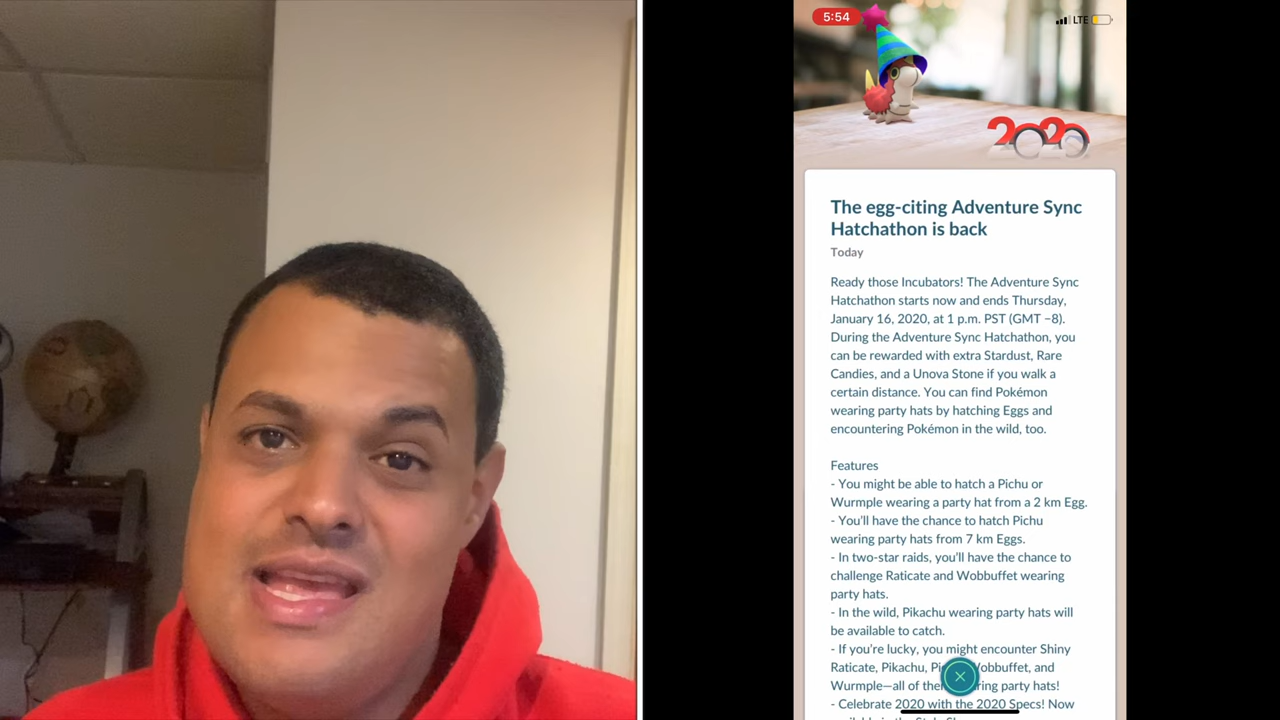 5:54
LTE
2020
The egg-citing Adventure Sync
Hatchathon is back
Today
Ready those Incubators! The Adventure Sync
Hatchathon starts now and ends Thursday,
January 16, 2020, at 1 p.m. PST (GMT −8).
During the Adventure Sync Hatchathon, you
can be rewarded with extra Stardust, Rare
Candies, and a Unova Stone if you walk a
certain distance. You can find Pokémon
wearing party hats by hatching Eggs and
encountering Pokémon in the wild, too.
Features
- You might be able to hatch a Pichu or
Wurmple wearing a party hat from a 2 km Egg.
- You'll have the chance to hatch Pichu
wearing party hats from 7 km Eggs.
- In two-star raids, you'll have the chance to
challenge Raticate and Wobbuffet wearing
party hats.
- In the wild, Pikachu wearing party hats will
be available to catch.
- If you're lucky, you might encounter Shiny
Raticate, Pikachu, Wobbuffet, and
Wurmple—all of wearing party hats!
- Celebrate 2020 with the 2020 Specs! Now